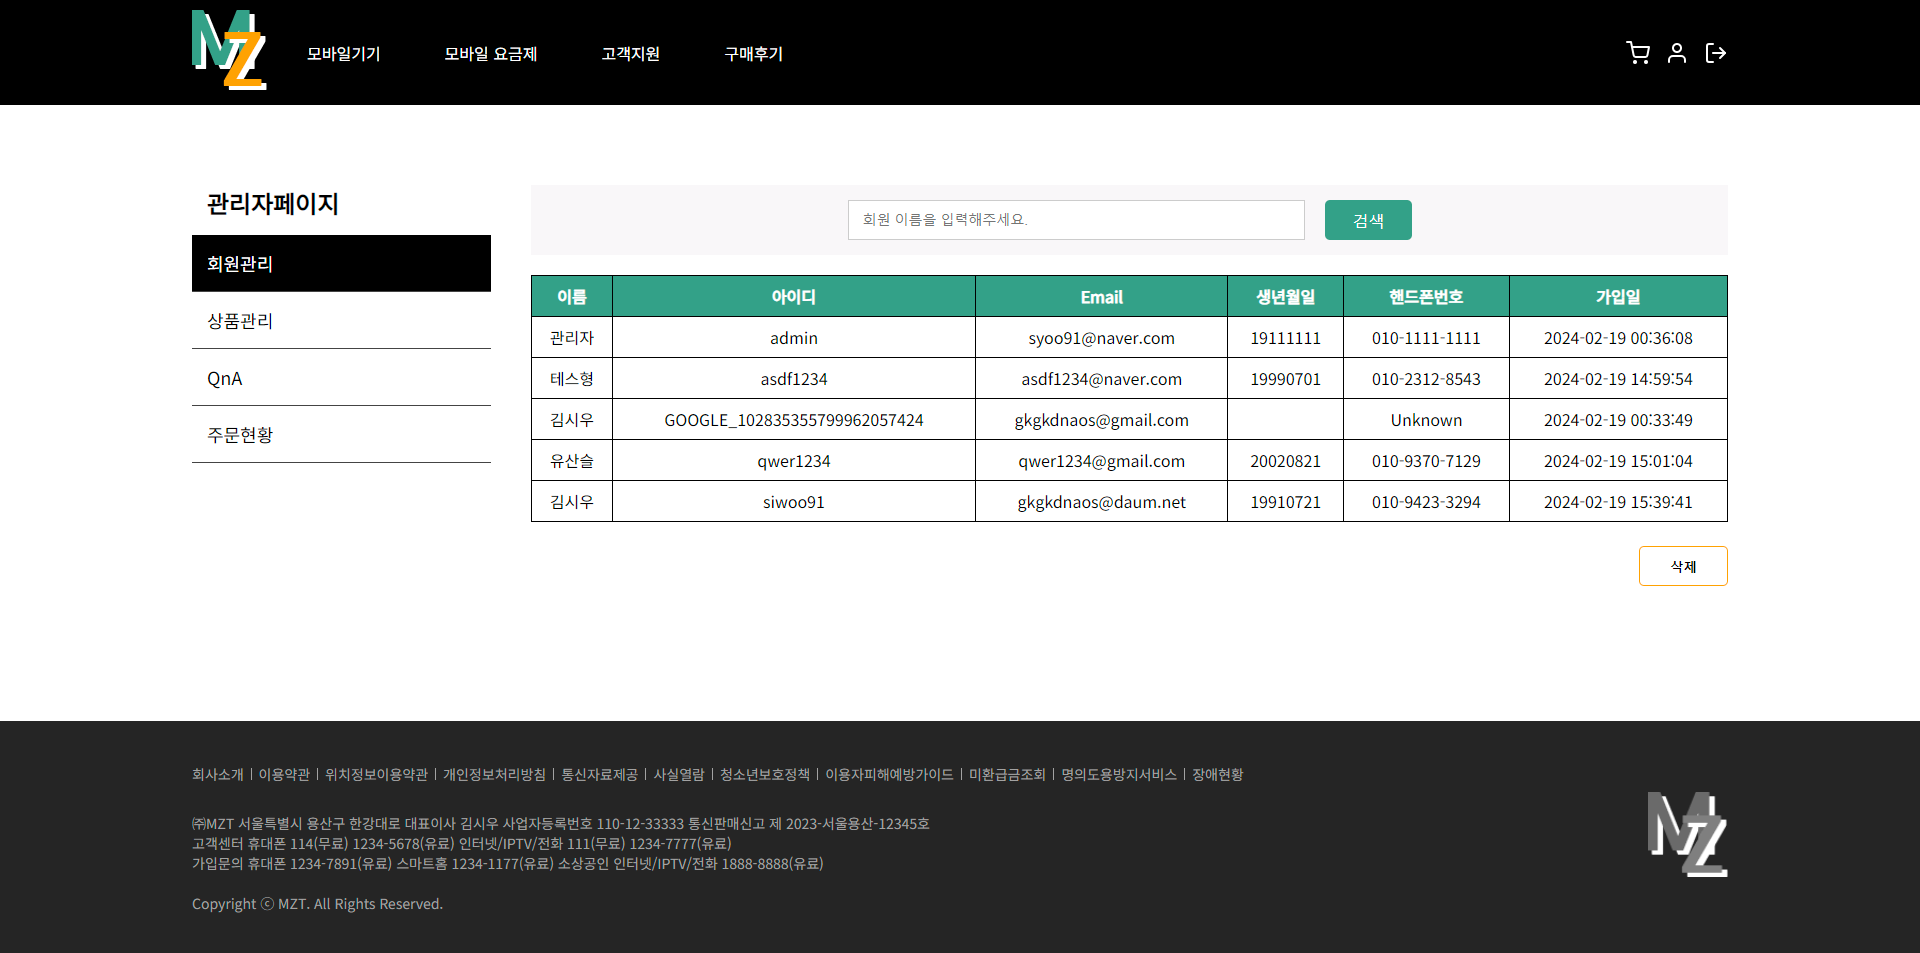 MZ
모바일기기 모바일 요금제 고객지원 구매후기
관리자페이지
회원관리
상품관리
QnA
주문현황
회원 이름을 입력해주세요. 검색
이름 아이디 Email 생년월일 핸드폰번호 가입일
관리자 admin syoo91@naver.com 19111111 010-1111-1111 2024-02-19 00:36:08
테스형 asdf1234 asdf1234@naver.com 19990701 010-2312-8543 2024-02-19 14:59:54
김시우 GOOGLE_102835355799962057424 gkgkdnaos@gmail.com Unknown 2024-02-19 00:33:49
유산슬 qwer1234 qwer1234@gmail.com 20020821 010-9370-7129 2024-02-19 15:01:04
김시우 siwoo91 gkgkdnaos@daum.net 19910721 010-9423-3294 2024-02-19 15:39:41
삭제
회사소개 | 이용약관 | 위치정보이용약관 | 개인정보처리방침 | 통신자료제공 | 사실열람 | 청소년보호정책 | 이용자피해예방가이드 | 미환급금조회 | 명의도용방지서비스 | 장애현황
㈜MZT 서울특별시 용산구 한강대로 대표이사 김시우 사업자등록번호 110-12-33333 통신판매신고 제 2023-서울용산-12345호
고객센터 휴대폰 114(무료) 1234-5678(유료) 인터넷/IPTV/전화 111(무료) 1234-7777(유료)
가입문의 휴대폰 1234-7891(유료) 스마트홈 1234-1177(유료) 소상공인 인터넷/IPTV/전화 1888-8888(유료)
Copyright ⓒ MZT. All Rights Reserved.
MZ